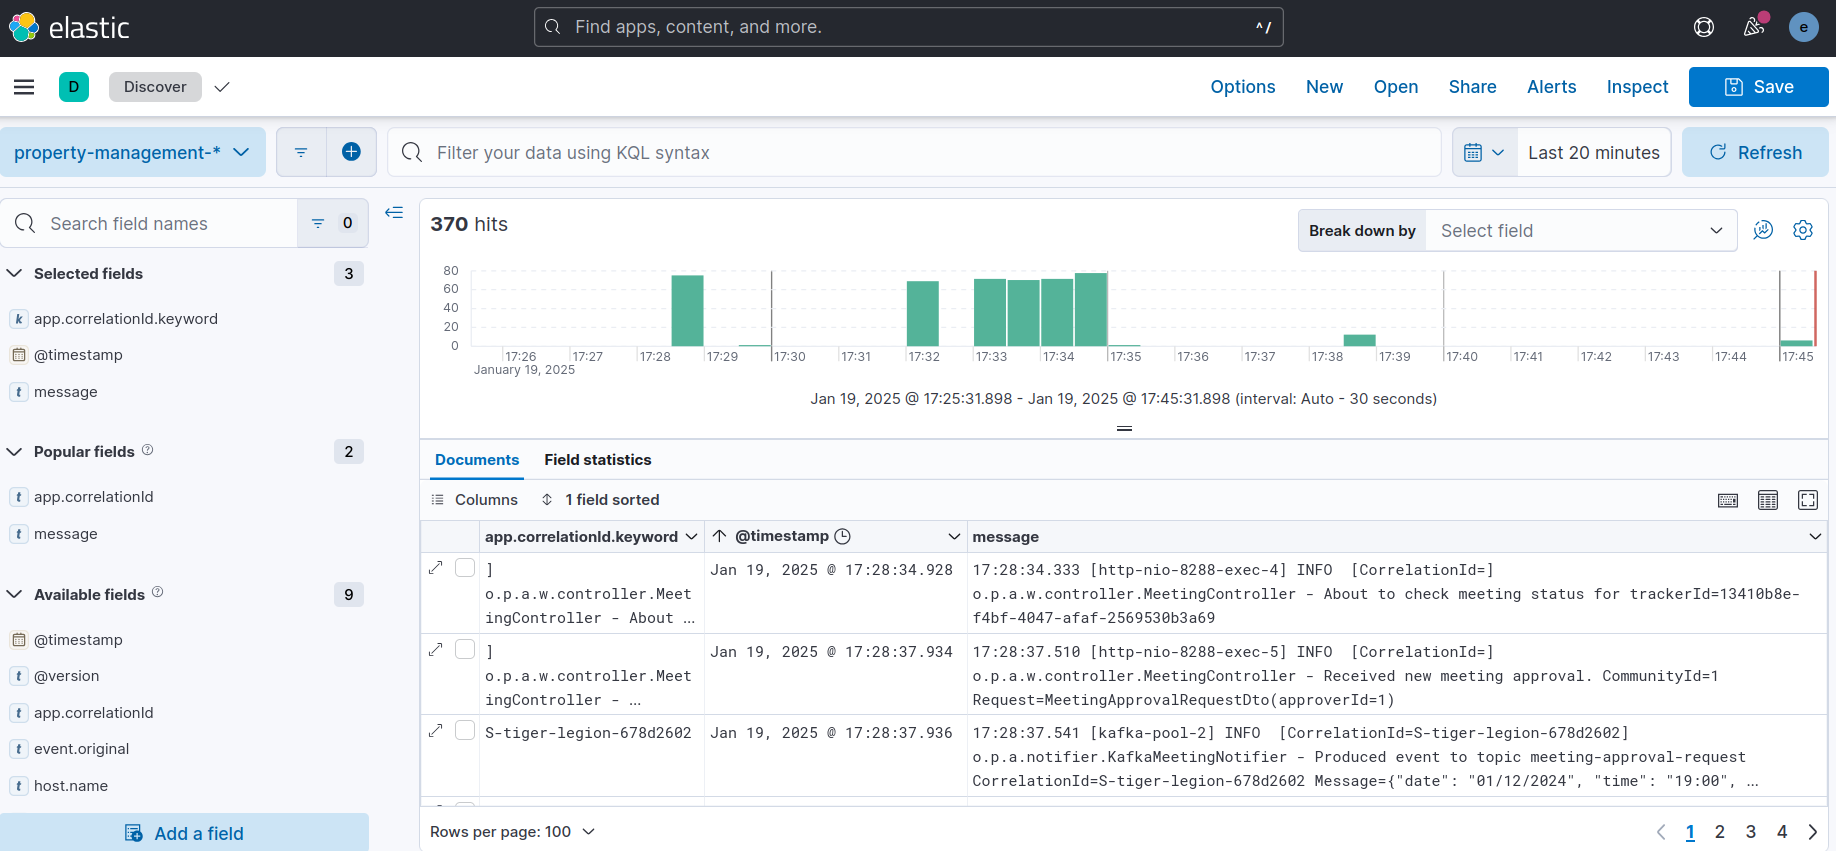 elastic
Find apps, content, and more.
^/
e
D
Discover
Options
New
Open
Share
Alerts
Inspect
Save
property-management-*
Filter your data using KQL syntax
Last 20 minutes
Refresh
Search field names
0
Selected fields
3
k app.correlationId.keyword
@timestamp
t message
Popular fields
2
t app.correlationId
t message
Available fields
9
@timestamp
t @version
t app.correlationId
t event.original
t host.name
Add a field
370 hits
Break down by
Select field
80
60
40
20
0
17:26
17:27
17:28
17:29
17:30
17:31
17:32
17:33
17:34
17:35
17:36
17:37
17:38
17:39
17:40
17:41
17:42
17:43
17:44
17:45
January 19, 2025
Jan 19, 2025 @ 17:25:31.898 - Jan 19, 2025 @ 17:45:31.898 (interval: Auto - 30 seconds)
Documents
Field statistics
Columns
1 field sorted
app.correlationId.keyword
@timestamp
message
]
o.p.a.w.controller.Meet
ingController - About ...
Jan 19, 2025 @ 17:28:34.928
17:28:34.333 [http-nio-8288-exec-4] INFO  [CorrelationId=]
o.p.a.w.controller.MeetingController - About to check meeting status for trackerId=13410b8e-
f4bf-4047-afaf-2569530b3a69
]
o.p.a.w.controller.Meet
ingController - ...
Jan 19, 2025 @ 17:28:37.934
17:28:37.510 [http-nio-8288-exec-5] INFO  [CorrelationId=]
o.p.a.w.controller.MeetingController - Received new meeting approval. CommunityId=1
Request=MeetingApprovalRequestDto(approverId=1)
S-tiger-legion-678d2602
Jan 19, 2025 @ 17:28:37.936
17:28:37.541 [kafka-pool-2] INFO  [CorrelationId=S-tiger-legion-678d2602]
o.p.a.notifier.KafkaMeetingNotifier - Produced event to topic meeting-approval-request
CorrelationId=S-tiger-legion-678d2602 Message={"date": "01/12/2024", "time": "19:00", ...
Rows per page: 100
1
2
3
4